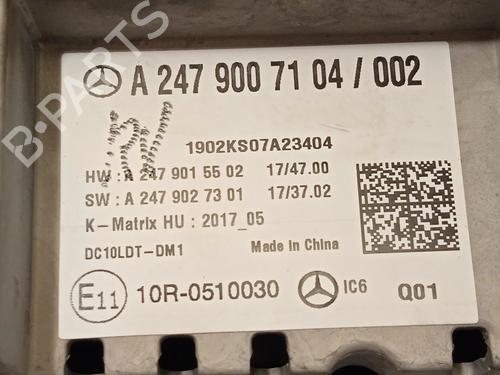 A 247 900 71 04 / 002
1902KS07A23404
HW : A 247 901 55 02 17/47.00
SW : A 247 902 73 01 17/37.02
K-Matrix HU : 2017_05
DC10LDT-DM1 Made in China
E11 10R-0510030 IC6 Q01
B-PARTS